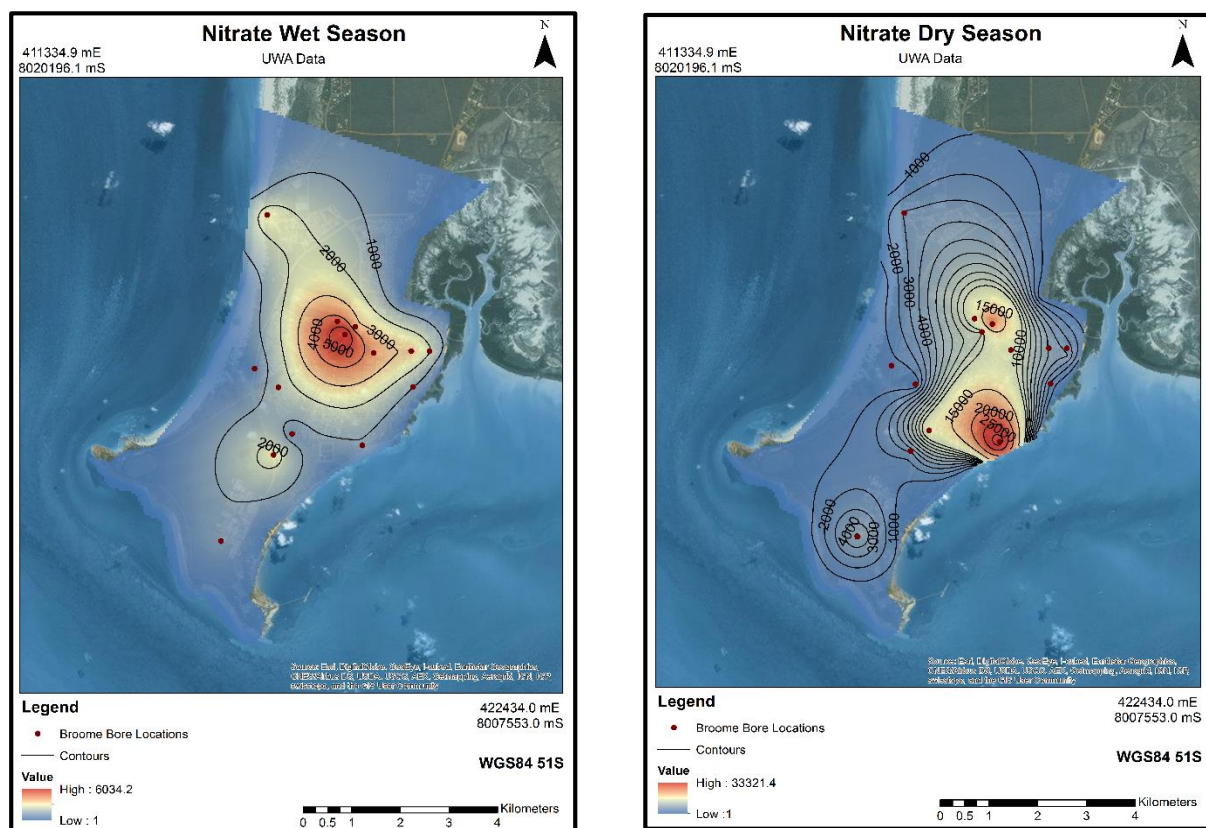 Nitrate Wet Season
UWA Data
N
411334.9 mE
8020196.1 mS
1000
2000
3000
4000
5000
2000
Legend
Broome Bore Locations
Contours
Value
High : 6034.2
Low : 1
422434.0 mE
8007553.0 mS
WGS84 51S
Kilometers
0 0.5 1 2 3 4
Nitrate Dry Season
UWA Data
N
411334.9 mE
8020196.1 mS
1000
2000
3000
4000
15000
10000
15000
20000
25000
2000
4000
3000
1000
Legend
Broome Bore Locations
Contours
Value
High : 33321.4
Low : 1
422434.0 mE
8007553.0 mS
WGS84 51S
Kilometers
0 0.5 1 2 3 4